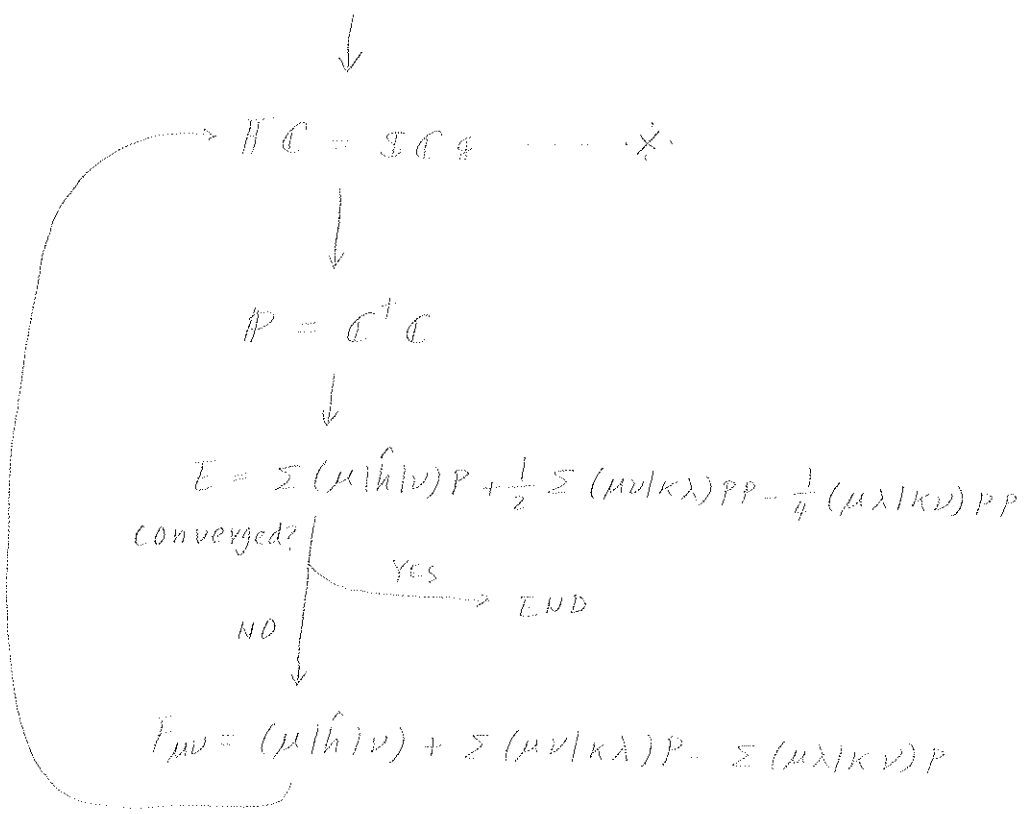 𝔽ℂ = 𝕊ℂε ····· ※
ℙ = ℂ†ℂ
E = Σ (μ|ĥ|ν) P + 1/2 Σ (μν|κλ) PP - 1/4 (μλ|κν) PP
converged?
YES
END
NO
Fμν = (μ|ĥ|ν) + Σ (μν|κλ) P - Σ (μλ|κν) P